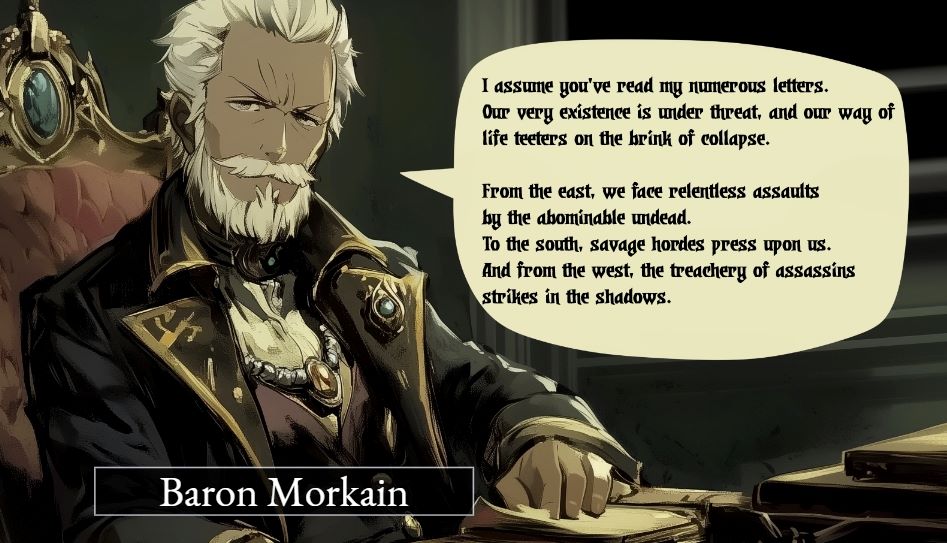 I assume you've read my numerous letters.
Our very existence is under threat, and our way of
life teeters on the brink of collapse.
From the east, we face relentless assaults
by the abominable undead.
To the south, savage hordes press upon us.
And from the west, the treachery of assassins
strikes in the shadows.
Baron Morkain